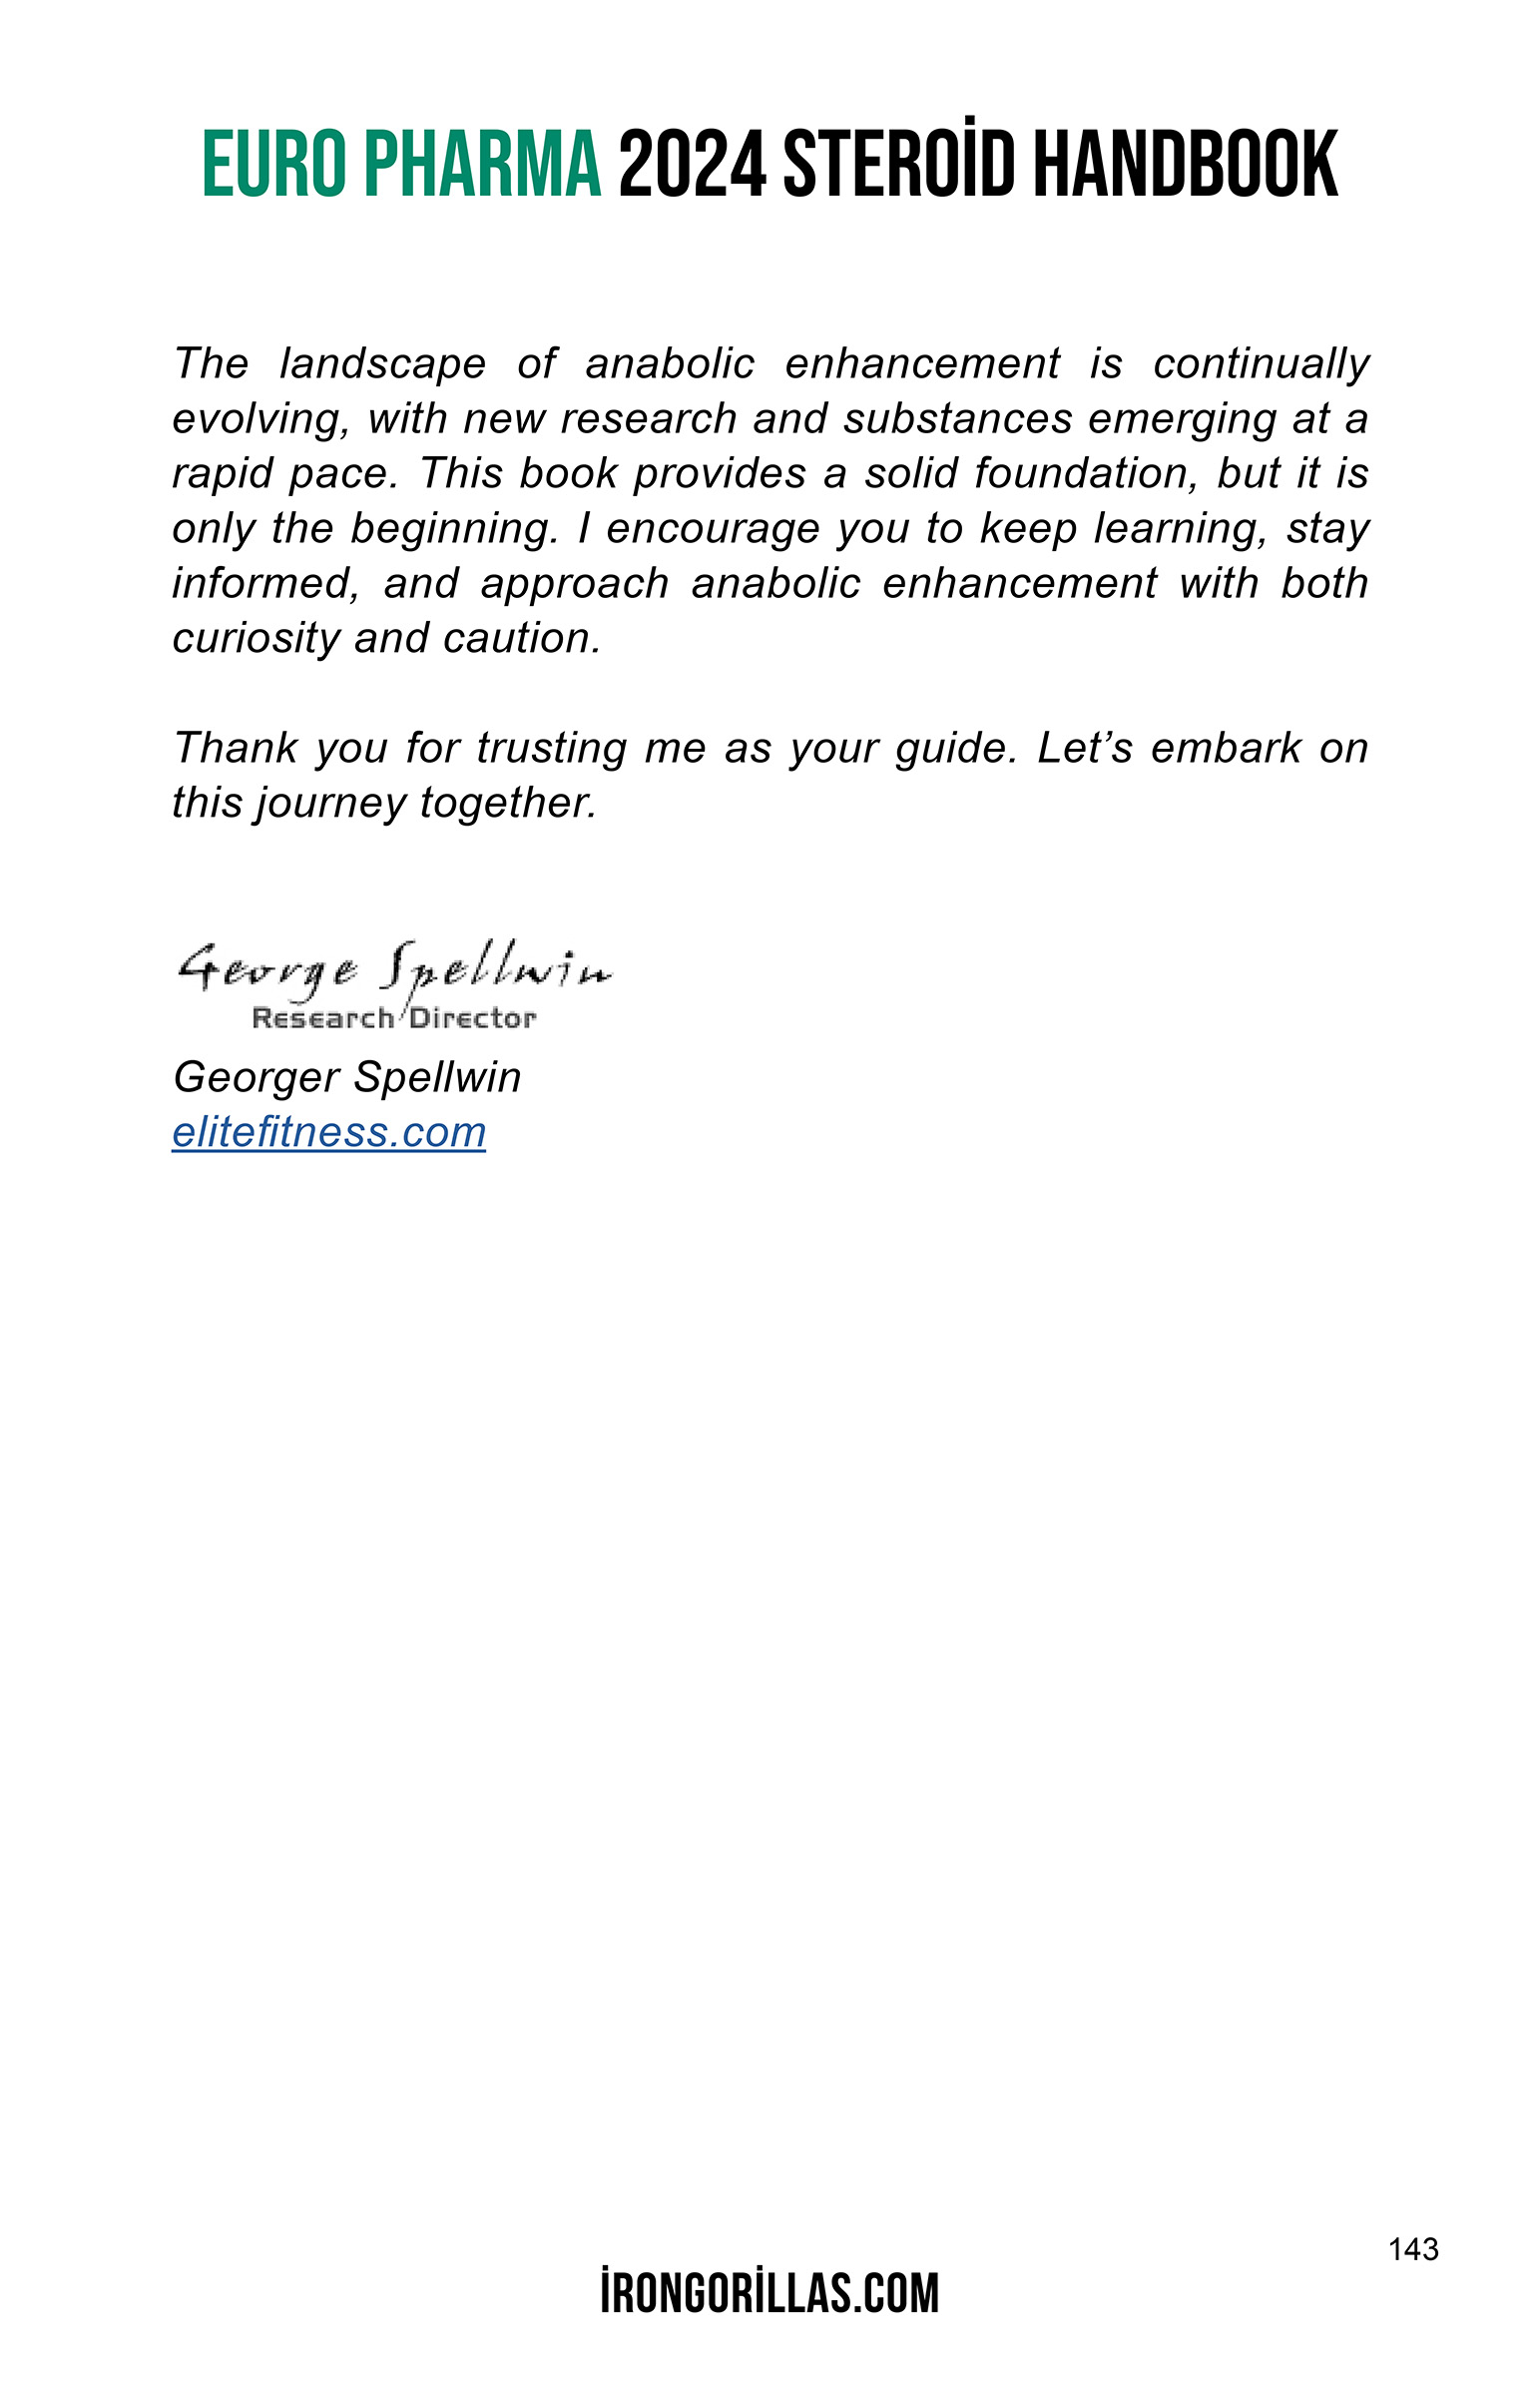 EURO PHARMA 2024 STEROİD HANDBOOK
The landscape of anabolic enhancement is continually
evolving, with new research and substances emerging at a
rapid pace. This book provides a solid foundation, but it is
only the beginning. I encourage you to keep learning, stay
informed, and approach anabolic enhancement with both
curiosity and caution.
Thank you for trusting me as your guide. Let’s embark on
this journey together.
George Spellwin
Research Director
Georger Spellwin
elitefitness.com
143
İRONGORİLLAS.COM